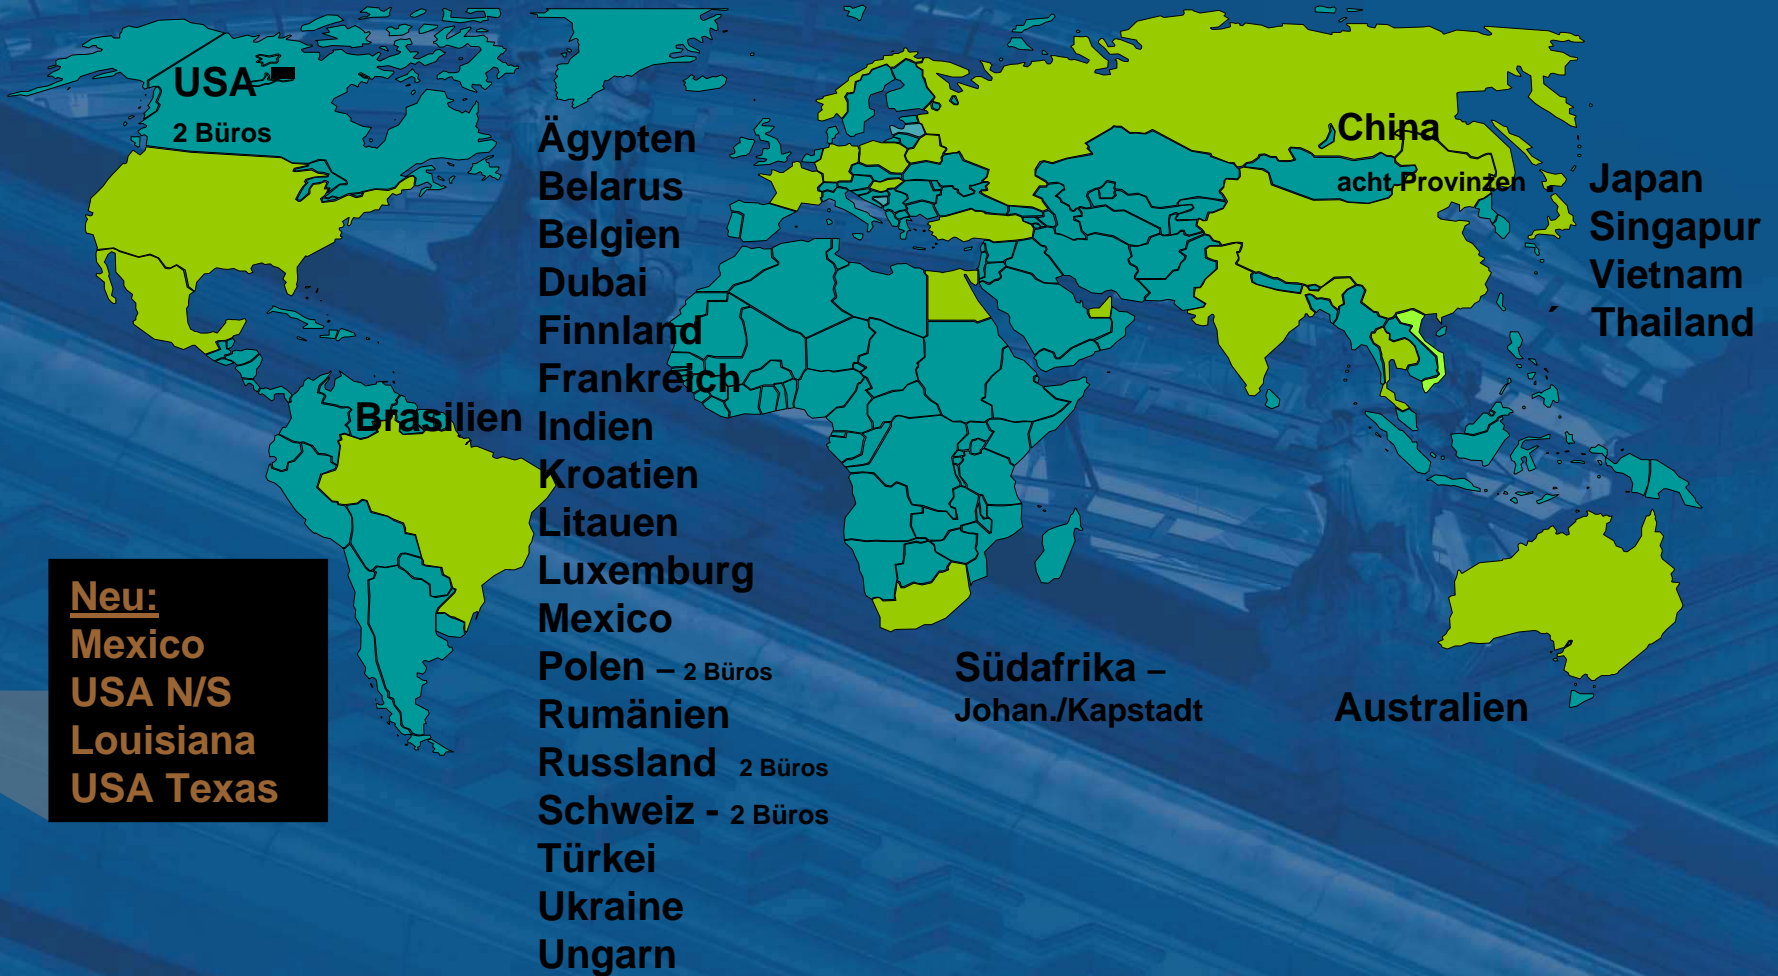 USA
2 Büros
Ägypten
Belarus
Belgien
Dubai
Finnland
Frankreich
Indien
Kroatien
Litauen
Luxemburg
Mexico
Polen – 2 Büros
Rumänien
Russland 2 Büros
Schweiz - 2 Büros
Türkei
Ukraine
Ungarn
Brasilien
China
acht Provinzen
Japan
Singapur
Vietnam
Thailand
Südafrika –
Johan./Kapstadt
Australien
Neu:
Mexico
USA N/S
Louisiana
USA Texas